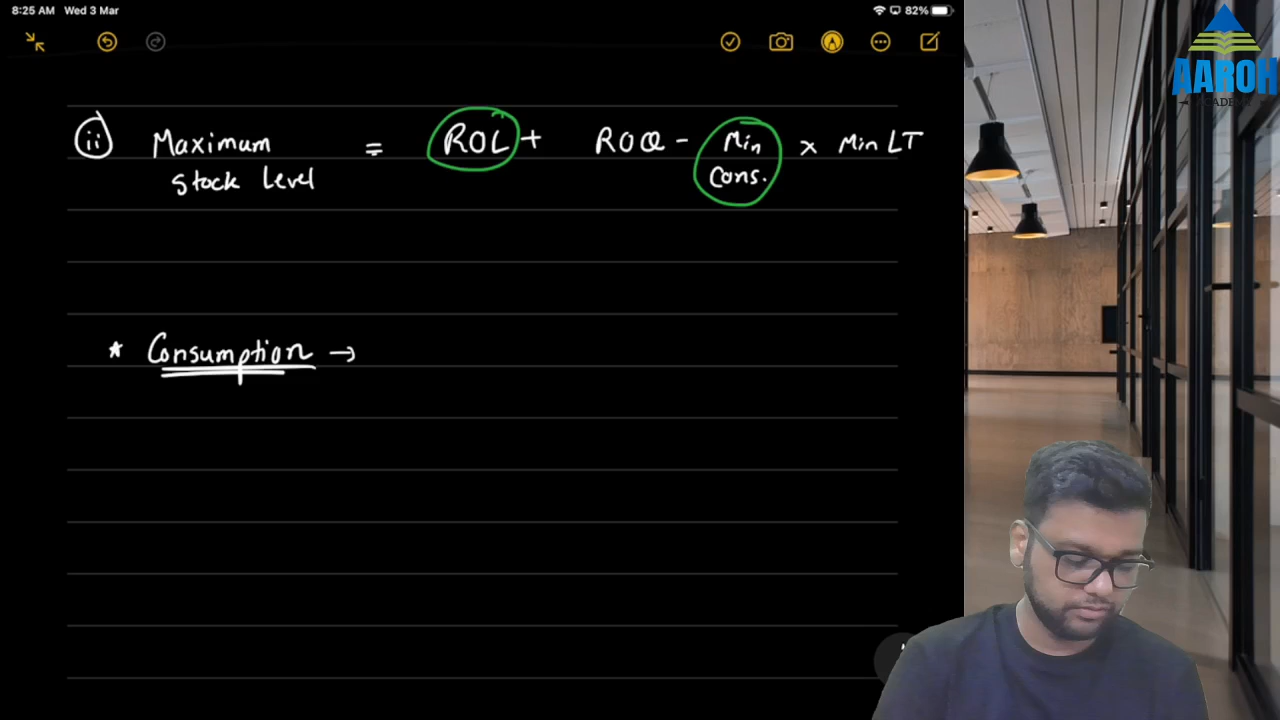 8:25 AM Wed 3 Mar
82%
AAROH
ACADEMY
ii Maximum = ROL + ROQ - Min × Min LT
Stock Level Cons.
* Consumption →